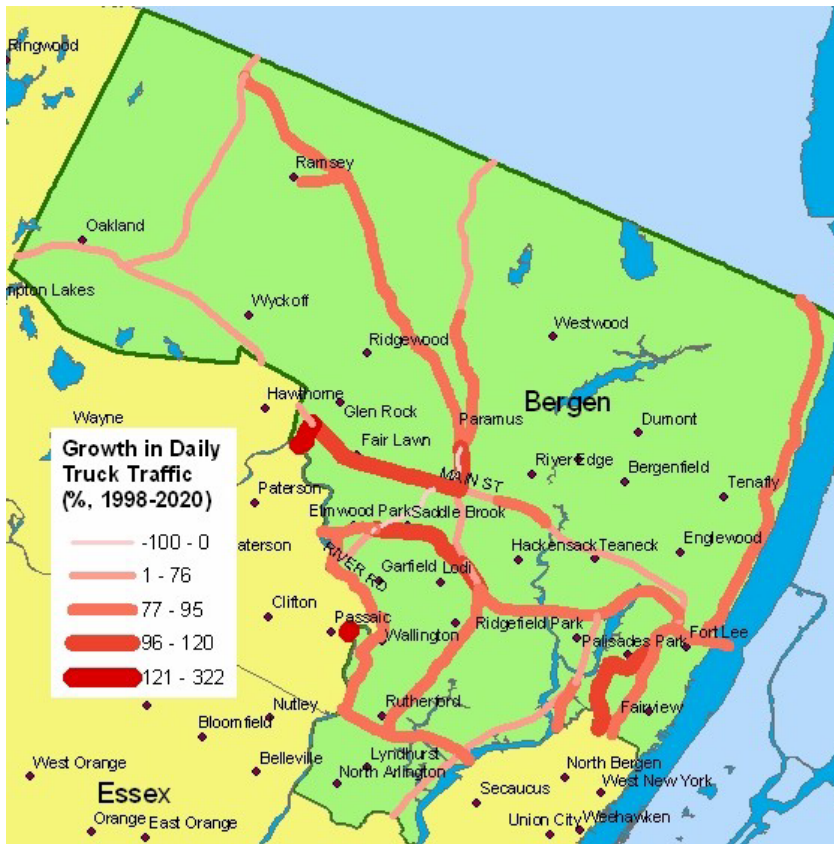 Ringwood
Ramsey
Oakland
mpton Lakes
Wyckoff
Westwood
Ridgewood
Hawthorne
Glen Rock
Bergen
Wayne
Paramus
Dumont
Growth in Daily
Truck Traffic
(%, 1998-2020)
-100 - 0
1 - 76
77 - 95
96 - 120
121 - 322
Fair Lawn
MAIN ST
River Edge
Bergenfield
Tenafly
Paterson
Elmwood Park
Saddle Brook
aterson
RIVER RD
Hackensack
Teaneck
Englewood
Garfield
Lodi
Clifton
Passaic
Wallington
Ridgefield Park
Palisades Park
Fort Lee
Nutley
Rutherford
Fairview
Bloomfield
West Orange
Belleville
Lyndhurst
North Arlington
North Bergen
West New York
Essex
Secaucus
Orange
East Orange
Union City
Weehawken